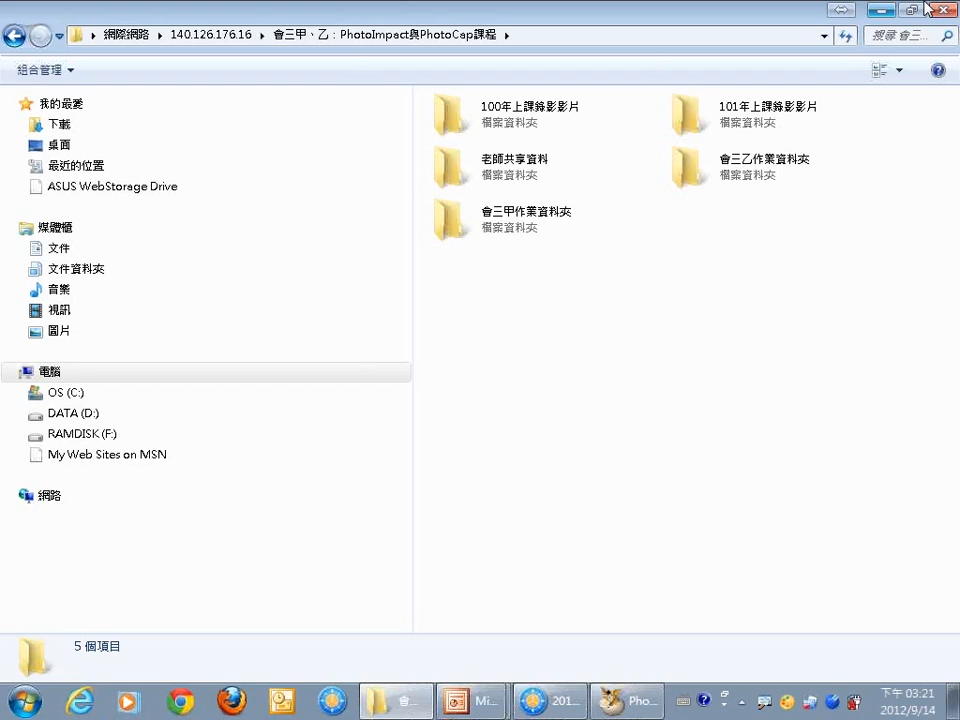 網際網路 ▸ 140.126.176.16 ▸ 會三甲、乙：PhotoImpact與PhotoCap課程 ▸
搜尋 會三...
組合管理
我的最愛
下載
桌面
最近的位置
ASUS WebStorage Drive
媒體櫃
文件
文件資料夾
音樂
視訊
圖片
電腦
OS (C:)
DATA (D:)
RAMDISK (F:)
My Web Sites on MSN
網路
100年上課錄影影片
檔案資料夾
101年上課錄影影片
檔案資料夾
老師共享資料
檔案資料夾
會三乙作業資料夾
檔案資料夾
會三甲作業資料夾
檔案資料夾
5 個項目
會...
Mi...
201...
Pho...
下午 03:21
2012/9/14